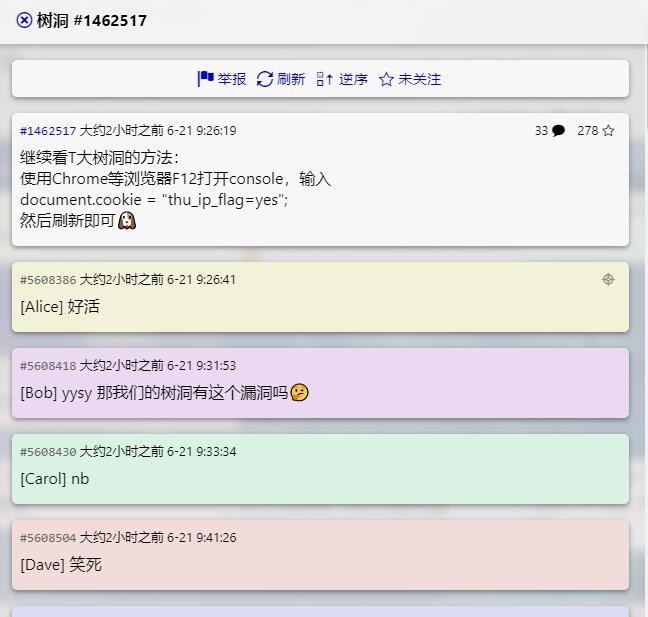 树洞 #1462517
举报 刷新 逆序 未关注
#1462517 大约2小时之前 6-21 9:26:19 33 278
继续看T大树洞的方法：
使用Chrome等浏览器F12打开console，输入
document.cookie = "thu_ip_flag=yes";
然后刷新即可🐶
#5608386 大约2小时之前 6-21 9:26:41
[Alice] 好活
#5608418 大约2小时之前 6-21 9:31:53
[Bob] yysy 那我们的树洞有这个漏洞吗🤔
#5608430 大约2小时之前 6-21 9:33:34
[Carol] nb
#5608504 大约2小时之前 6-21 9:41:26
[Dave] 笑死